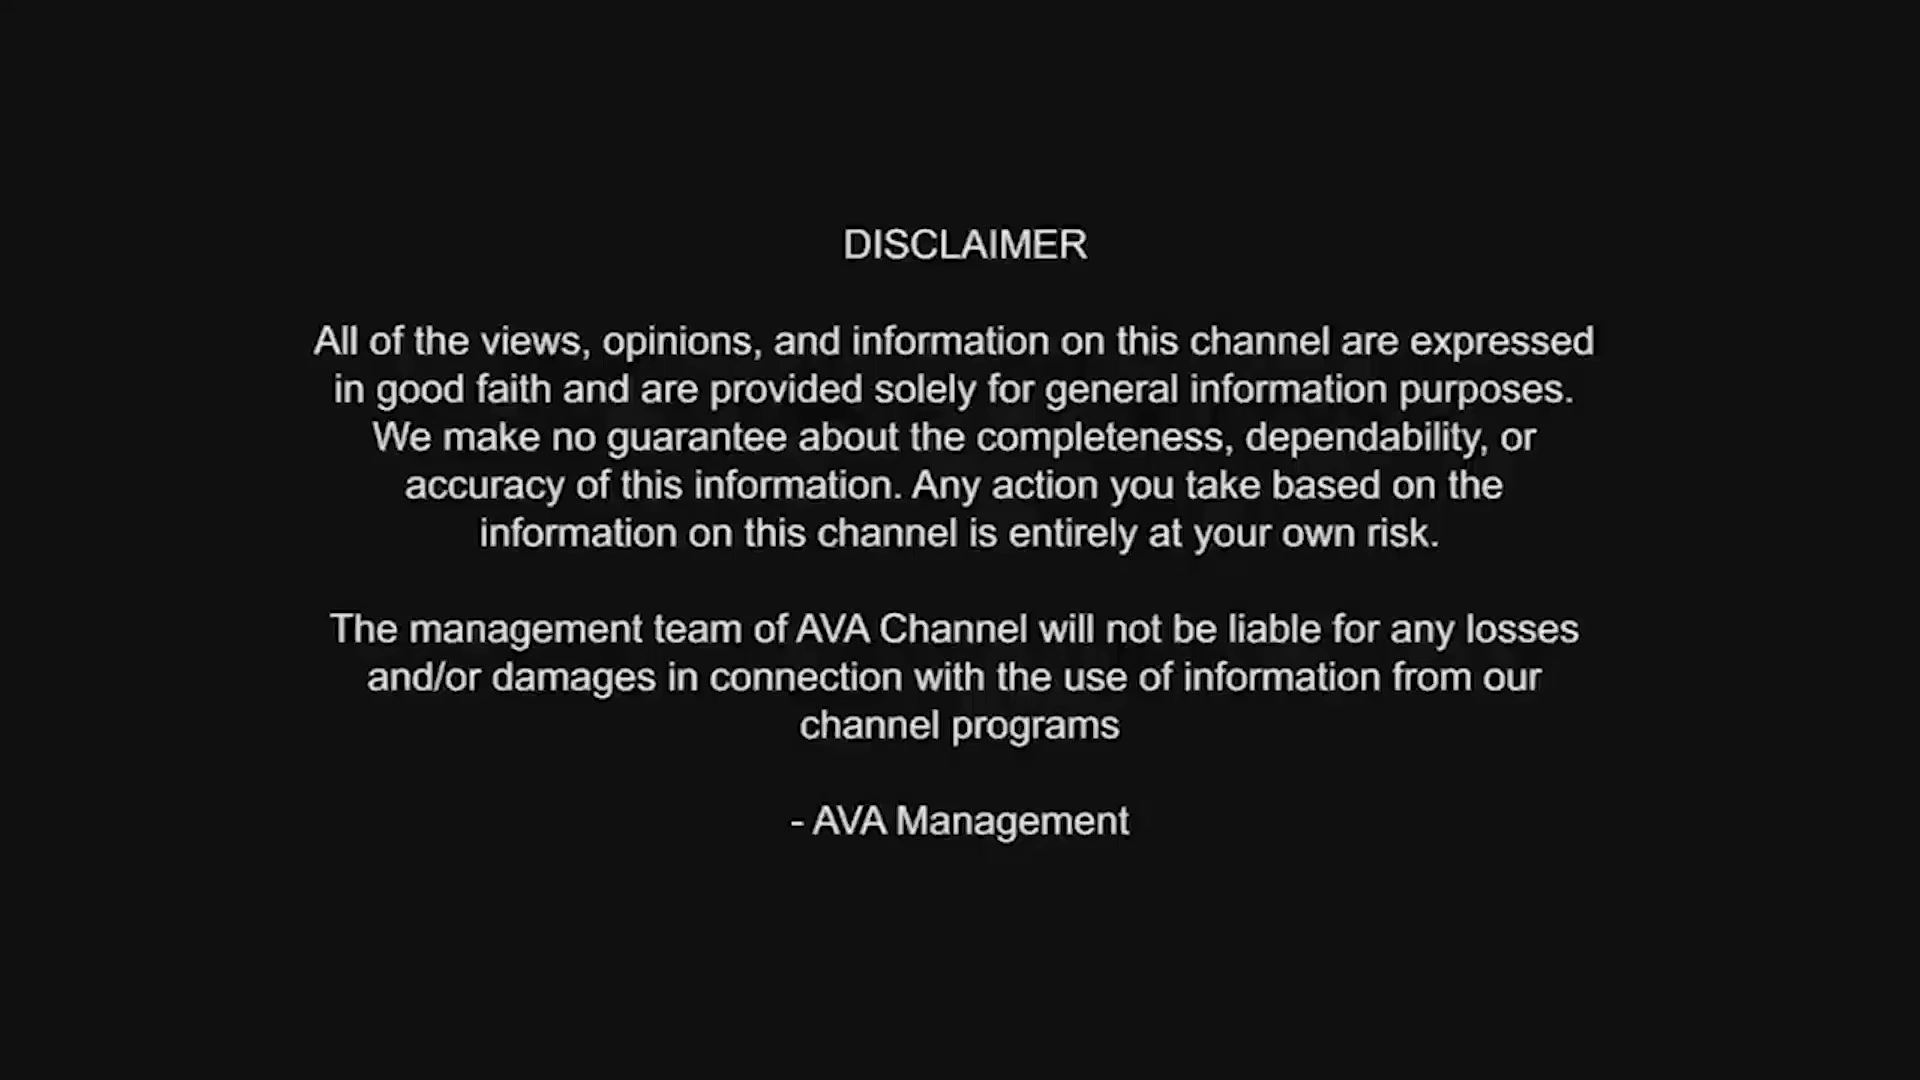 DISCLAIMER
All of the views, opinions, and information on this channel are expressed
in good faith and are provided solely for general information purposes.
We make no guarantee about the completeness, dependability, or
accuracy of this information. Any action you take based on the
information on this channel is entirely at your own risk.
The management team of AVA Channel will not be liable for any losses
and/or damages in connection with the use of information from our
channel programs
- AVA Management